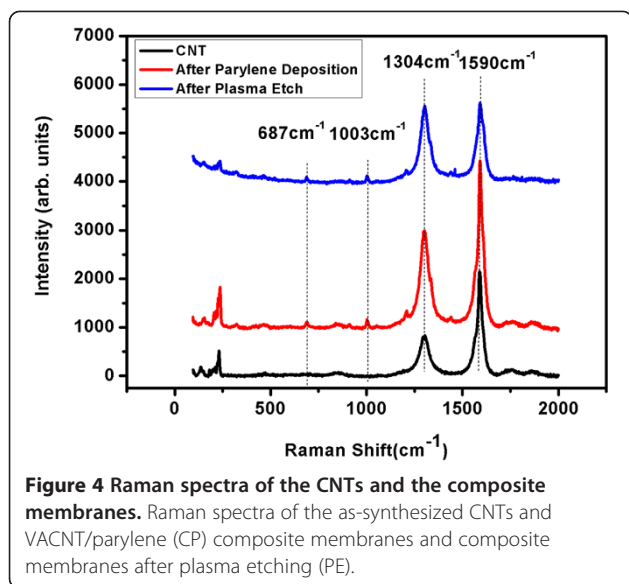 7000
6000
5000
4000
3000
2000
1000
0
Intensity (arb. units)
CNT
After Parylene Deposition
After Plasma Etch
1304cm⁻¹ 1590cm⁻¹
687cm⁻¹ 1003cm⁻¹
0 500 1000 1500 2000
Raman Shift(cm⁻¹)
Figure 4 Raman spectra of the CNTs and the composite
membranes. Raman spectra of the as-synthesized CNTs and
VACNT/parylene (CP) composite membranes and composite
membranes after plasma etching (PE).